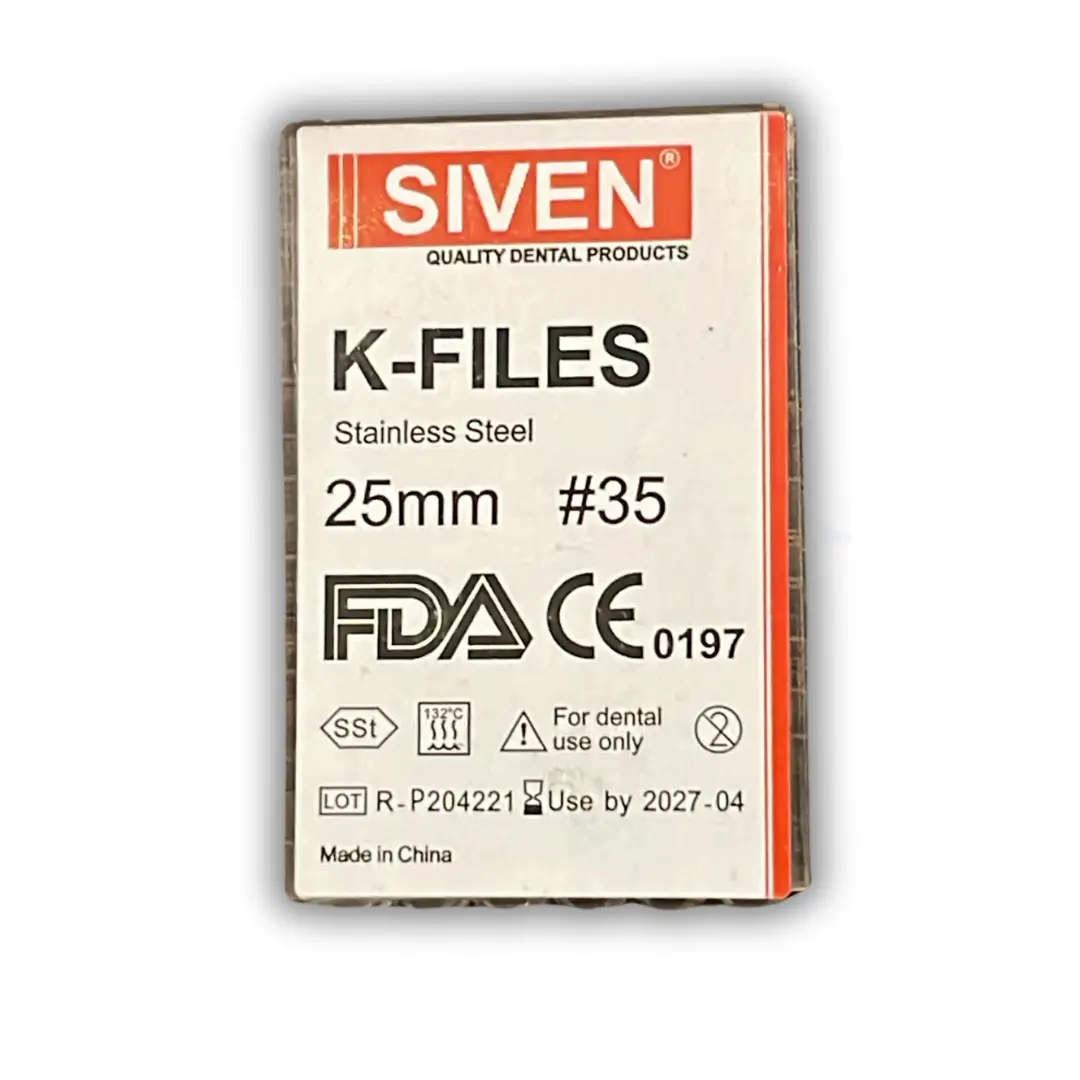 SIVEN®
QUALITY DENTAL PRODUCTS
K-FILES
Stainless Steel
25mm #35
FDA CE 0197
SSt 132°C For dental use only 2
LOT R-P204221 Use by 2027-04
Made in China